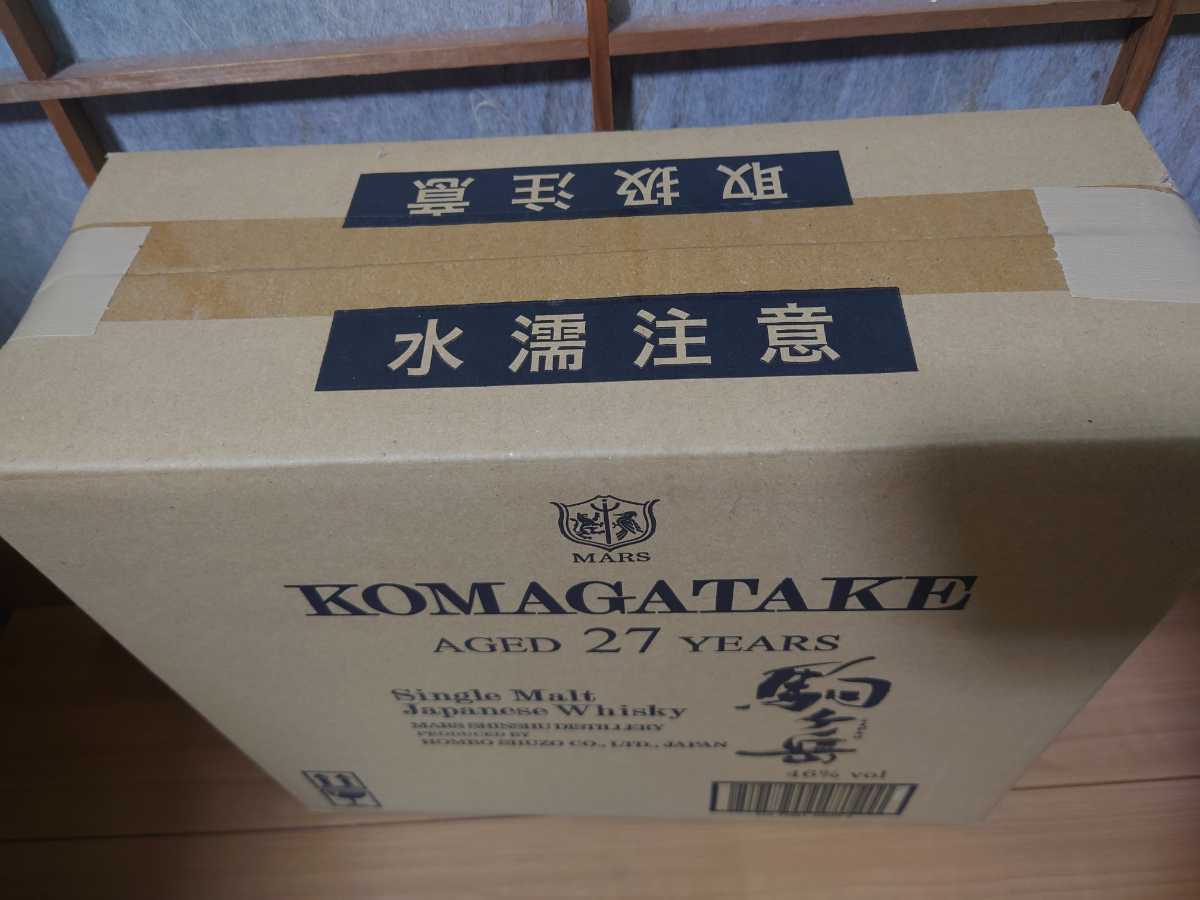 取扱注意
水濡注意
MARS
KOMAGATAKE
AGED 27 YEARS
Single Malt
Japanese Whisky
MARS SHINSHU DISTILLERY
PRODUCED BY
HOMBO SHUZO CO., LTD., JAPAN
駒ヶ岳
46% vol